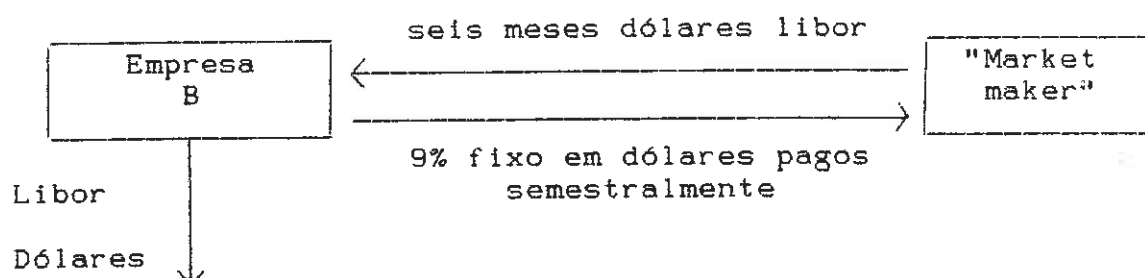 seis meses dólares libor
Empresa
B
"Market
maker"
9% fixo em dólares pagos
semestralmente
Libor
Dólares